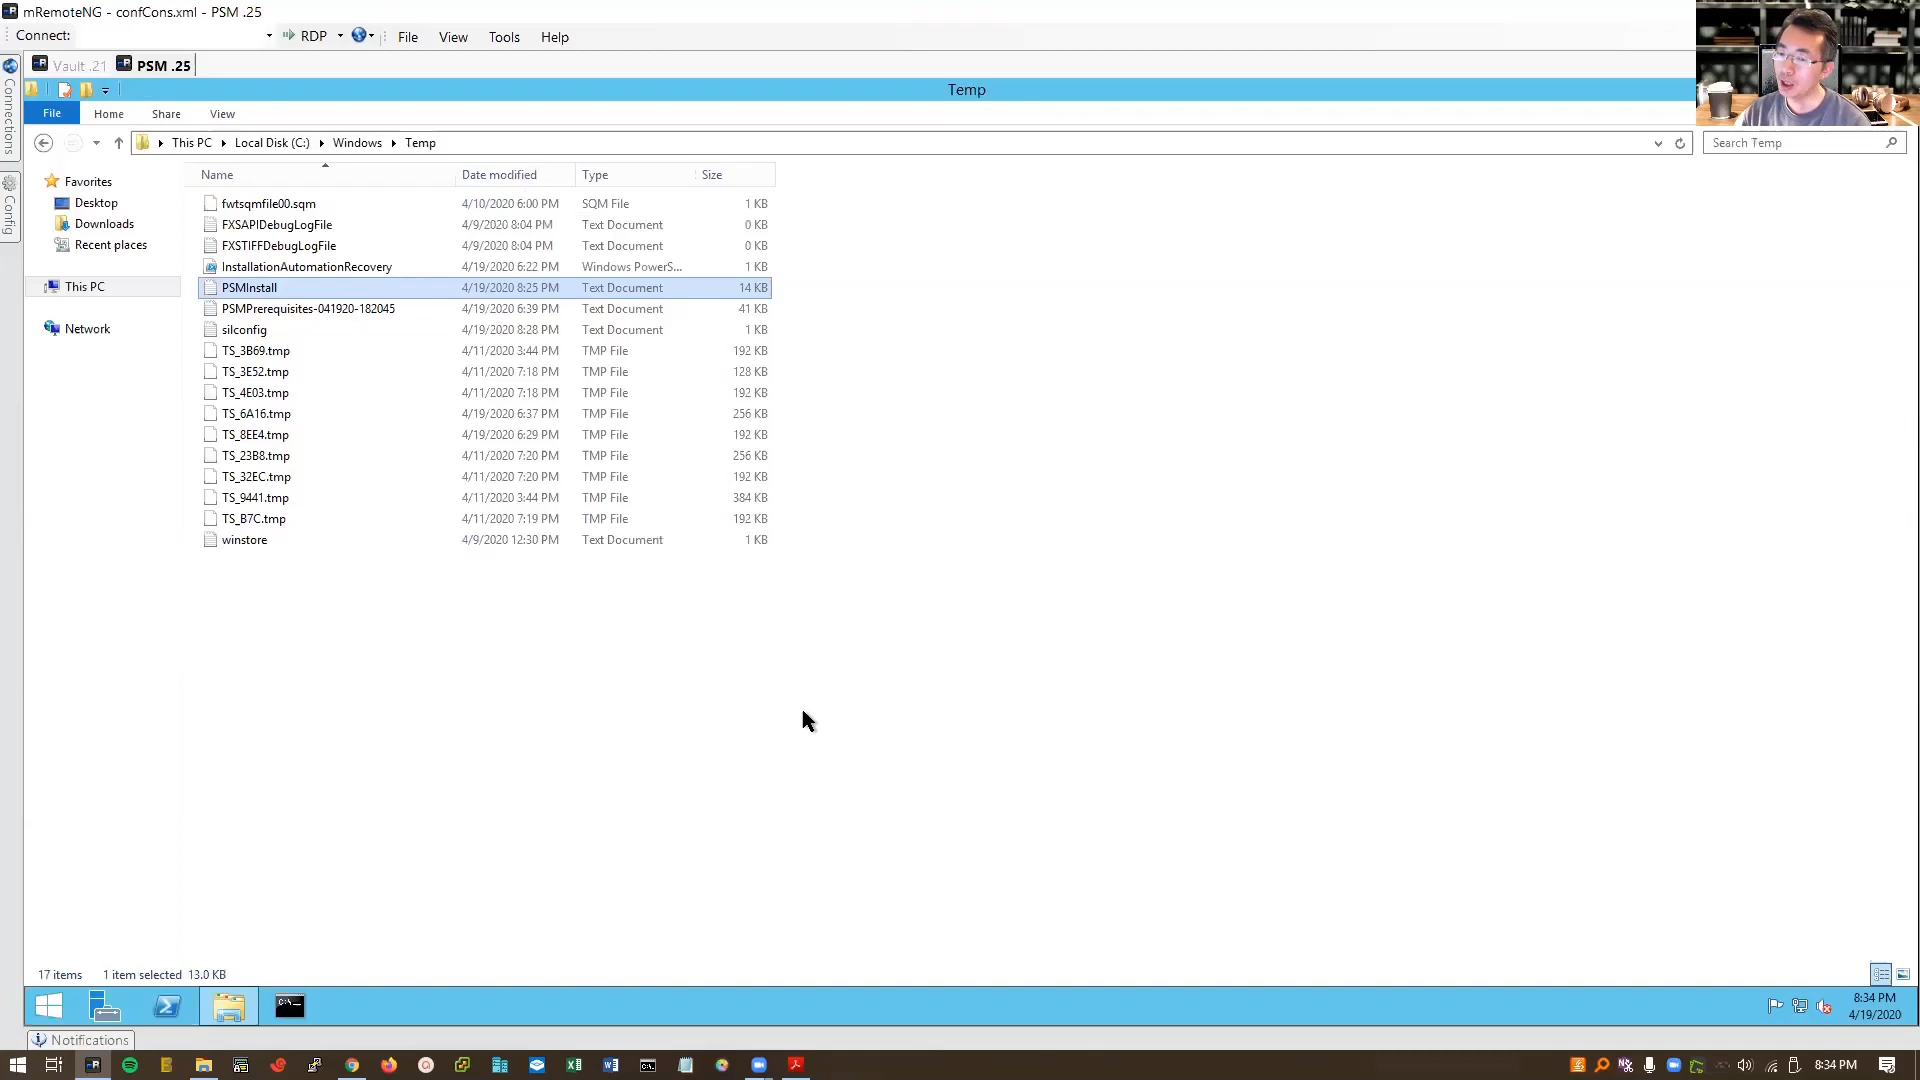 mRemoteNG - confCons.xml - PSM .25
Connect: RDP File View Tools Help
Vault .21 PSM .25
Connections
Config
Temp
File Home Share View
This PC Local Disk (C:) Windows Temp Search Temp
Name Date modified Type Size
Favorites
Desktop
Downloads
Recent places
This PC
Network
fwtsqmfile00.sqm 4/10/2020 6:00 PM SQM File 1 KB
FXSAPIDebugLogFile 4/9/2020 8:04 PM Text Document 0 KB
FXSTIFFDebugLogFile 4/9/2020 8:04 PM Text Document 0 KB
InstallationAutomationRecovery 4/19/2020 6:22 PM Windows PowerS... 1 KB
PSMInstall 4/19/2020 8:25 PM Text Document 14 KB
PSMPrerequisites-041920-182045 4/19/2020 6:39 PM Text Document 41 KB
silconfig 4/19/2020 8:28 PM Text Document 1 KB
TS_3B69.tmp 4/11/2020 3:44 PM TMP File 192 KB
TS_3E52.tmp 4/11/2020 7:18 PM TMP File 128 KB
TS_4E03.tmp 4/11/2020 7:18 PM TMP File 192 KB
TS_6A16.tmp 4/19/2020 6:37 PM TMP File 256 KB
TS_8EE4.tmp 4/19/2020 6:29 PM TMP File 192 KB
TS_23B8.tmp 4/11/2020 7:20 PM TMP File 256 KB
TS_32EC.tmp 4/11/2020 7:20 PM TMP File 192 KB
TS_9441.tmp 4/11/2020 3:44 PM TMP File 384 KB
TS_B7C.tmp 4/11/2020 7:19 PM TMP File 192 KB
winstore 4/9/2020 12:30 PM Text Document 1 KB
17 items 1 item selected 13.0 KB
8:34 PM
4/19/2020
Notifications
8:34 PM